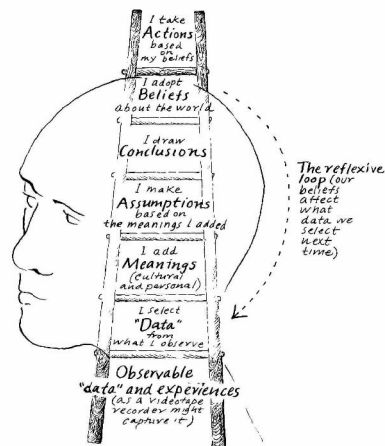 I take
Actions
based
on
my beliefs
I adopt
Beliefs
about the world
I draw
Conclusions
I make
Assumptions
based on
the meanings I added
I add
Meanings
(cultural
and personal)
I select
"Data"
from
what I observe
Observable
"data" and experiences
(as a videotape
recorder might
capture it)
The reflexive
loop (our
beliefs
affect
what
data we
select
next
time)